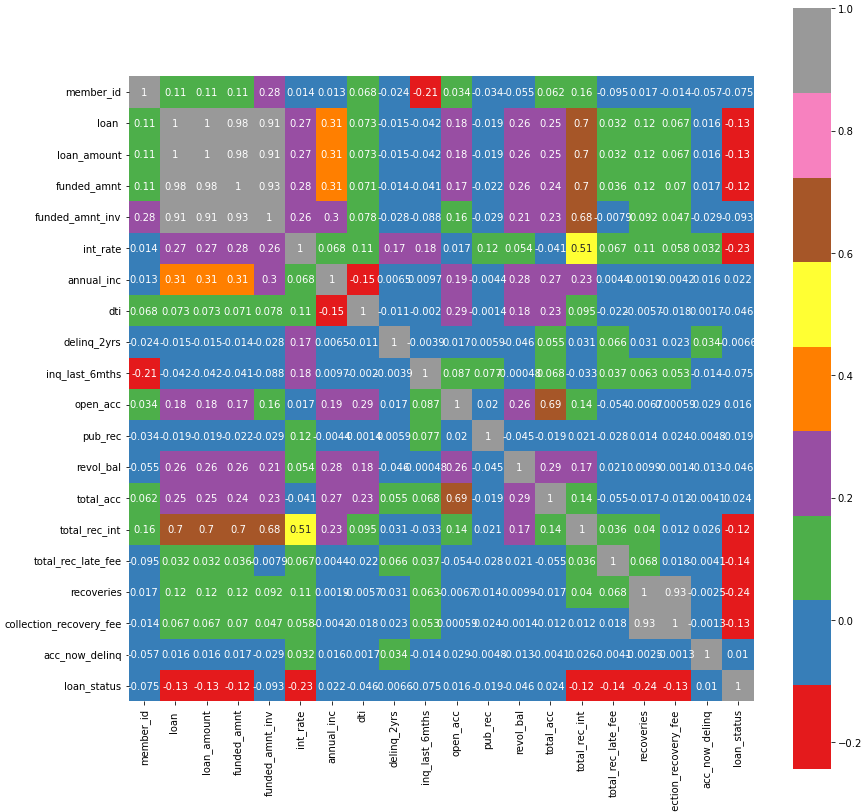 member_id 1 0.11 0.11 0.11 0.28 0.014 0.013 0.068 -0.024 -0.21 0.034 -0.034 -0.055 0.062 0.16 -0.095 0.017 -0.014 -0.057 -0.075
loan 0.11 1 1 0.98 0.91 0.27 0.31 0.073 -0.015 -0.042 0.18 -0.019 0.26 0.25 0.7 0.032 0.12 0.067 0.016 -0.13
loan_amount 0.11 1 1 0.98 0.91 0.27 0.31 0.073 -0.015 -0.042 0.18 -0.019 0.26 0.25 0.7 0.032 0.12 0.067 0.016 -0.13
funded_amnt 0.11 0.98 0.98 1 0.93 0.28 0.31 0.071 -0.014 -0.041 0.17 -0.022 0.26 0.24 0.7 0.036 0.12 0.07 0.017 -0.12
funded_amnt_inv 0.28 0.91 0.91 0.93 1 0.26 0.3 0.078 -0.028 -0.088 0.16 -0.029 0.21 0.23 0.68 -0.0079 0.092 0.047 -0.029 -0.093
int_rate 0.014 0.27 0.27 0.28 0.26 1 0.068 0.11 0.17 0.18 0.017 0.12 0.054 -0.041 0.51 0.067 0.11 0.058 0.032 -0.23
annual_inc 0.013 0.31 0.31 0.31 0.3 0.068 1 -0.15 0.0065 0.0097 0.19 -0.0044 0.28 0.27 0.23 0.0044 0.0019 -0.0042 0.016 0.022
dti 0.068 0.073 0.073 0.071 0.078 0.11 -0.15 1 -0.011 -0.002 0.29 -0.0014 0.18 0.23 0.095 -0.022 -0.0057 -0.018 0.0017 -0.046
delinq_2yrs -0.024 -0.015 -0.015 -0.014 -0.028 0.17 0.0065 -0.011 1 -0.0039 0.017 0.0059 -0.046 0.055 0.031 0.066 0.031 0.023 0.034 -0.0066
inq_last_6mths -0.21 -0.042 -0.042 -0.041 -0.088 0.18 0.0097 -0.002 -0.0039 1 0.087 0.077 -0.00048 0.068 -0.033 0.037 0.063 0.053 -0.014 -0.075
open_acc 0.034 0.18 0.18 0.17 0.16 0.017 0.19 0.29 0.017 0.087 1 0.02 0.26 0.69 0.14 -0.054 -0.0067 0.00059 0.029 0.016
pub_rec -0.034 -0.019 -0.019 -0.022 -0.029 0.12 -0.0044 -0.0014 0.0059 0.077 0.02 1 -0.045 -0.019 0.021 -0.028 0.014 0.024 -0.0048 -0.019
revol_bal -0.055 0.26 0.26 0.26 0.21 0.054 0.28 0.18 -0.046 -0.00048 0.26 -0.045 1 0.29 0.17 0.021 0.0099 -0.0014 -0.013 -0.046
total_acc 0.062 0.25 0.25 0.24 0.23 -0.041 0.27 0.23 0.055 0.068 0.69 -0.019 0.29 1 0.14 -0.055 -0.017 -0.012 -0.0041 0.024
total_rec_int 0.16 0.7 0.7 0.7 0.68 0.51 0.23 0.095 0.031 -0.033 0.14 0.021 0.17 0.14 1 0.036 0.04 0.012 0.026 -0.12
total_rec_late_fee -0.095 0.032 0.032 0.036 -0.0079 0.067 0.0044 -0.022 0.066 0.037 -0.054 -0.028 0.021 -0.055 0.036 1 0.068 0.018 -0.0041 -0.14
recoveries 0.017 0.12 0.12 0.12 0.092 0.11 0.0019 -0.0057 0.031 0.063 -0.0067 0.014 0.0099 -0.017 0.04 0.068 1 0.93 -0.0025 -0.24
collection_recovery_fee -0.014 0.067 0.067 0.07 0.047 0.058 -0.0042 -0.018 0.023 0.053 0.00059 0.024 -0.0014 -0.012 0.012 0.018 0.93 1 -0.0013 -0.13
acc_now_delinq -0.057 0.016 0.016 0.017 -0.029 0.032 0.016 0.0017 0.034 -0.014 0.029 -0.0048 -0.013 -0.0041 0.026 -0.0041 -0.0025 -0.0013 1 0.01
loan_status -0.075 -0.13 -0.13 -0.12 -0.093 -0.23 0.022 -0.046 -0.0066 -0.075 0.016 -0.019 -0.046 0.024 -0.12 -0.14 -0.24 -0.13 0.01 1
member_id
loan
loan_amount
funded_amnt
funded_amnt_inv
int_rate
annual_inc
dti
delinq_2yrs
inq_last_6mths
open_acc
pub_rec
revol_bal
total_acc
total_rec_int
total_rec_late_fee
recoveries
ection_recovery_fee
acc_now_delinq
loan_status
1.0
0.8
0.6
0.4
0.2
0.0
−0.2